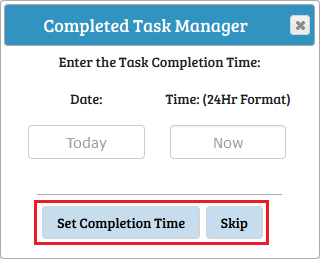 Completed Task Manager
Enter the Task Completion Time:
Date: Time: (24Hr Format)
Today Now
Set Completion Time Skip